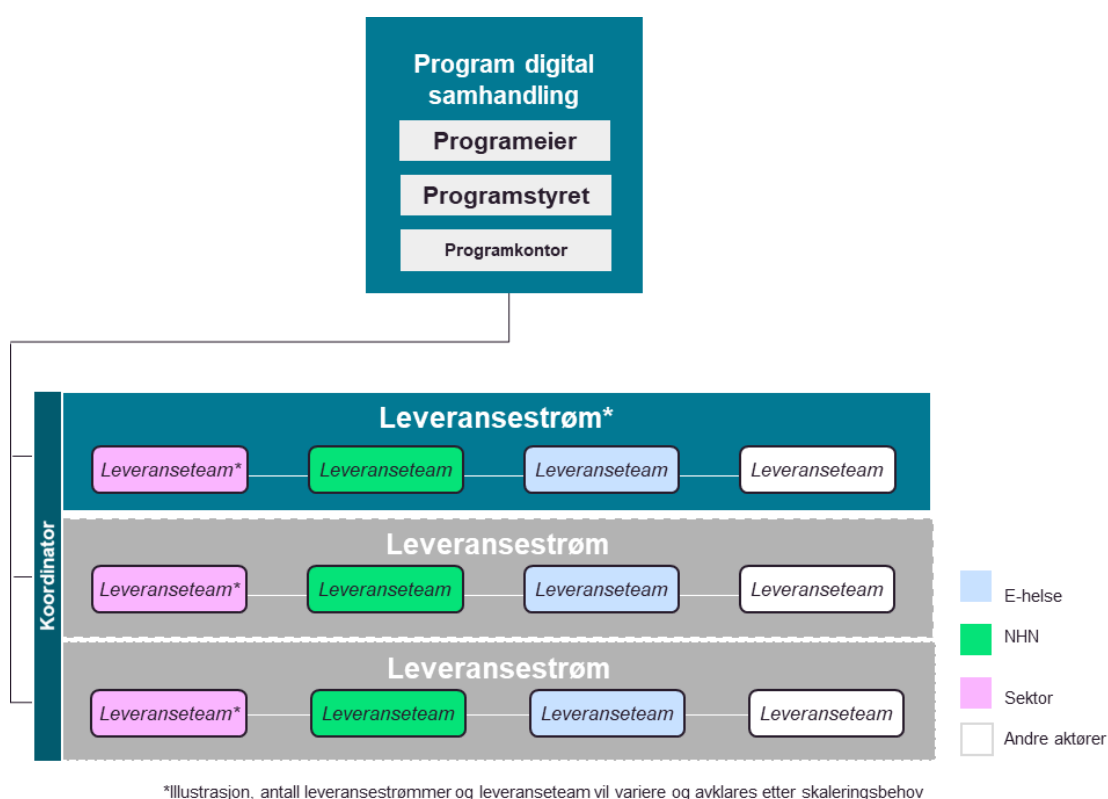 Program digital
samhandling
Programeier
Programstyret
Programkontor
Koordinator
Leveransestrøm*
Leveranseteam*
Leveranseteam
Leveranseteam
Leveranseteam
Leveransestrøm
Leveranseteam*
Leveranseteam
Leveranseteam
Leveranseteam
Leveransestrøm
Leveranseteam*
Leveranseteam
Leveranseteam
Leveranseteam
E-helse
NHN
Sektor
Andre aktører
*Illustrasjon, antall leveransestrømmer og leveranseteam vil variere og avklares etter skaleringsbehov